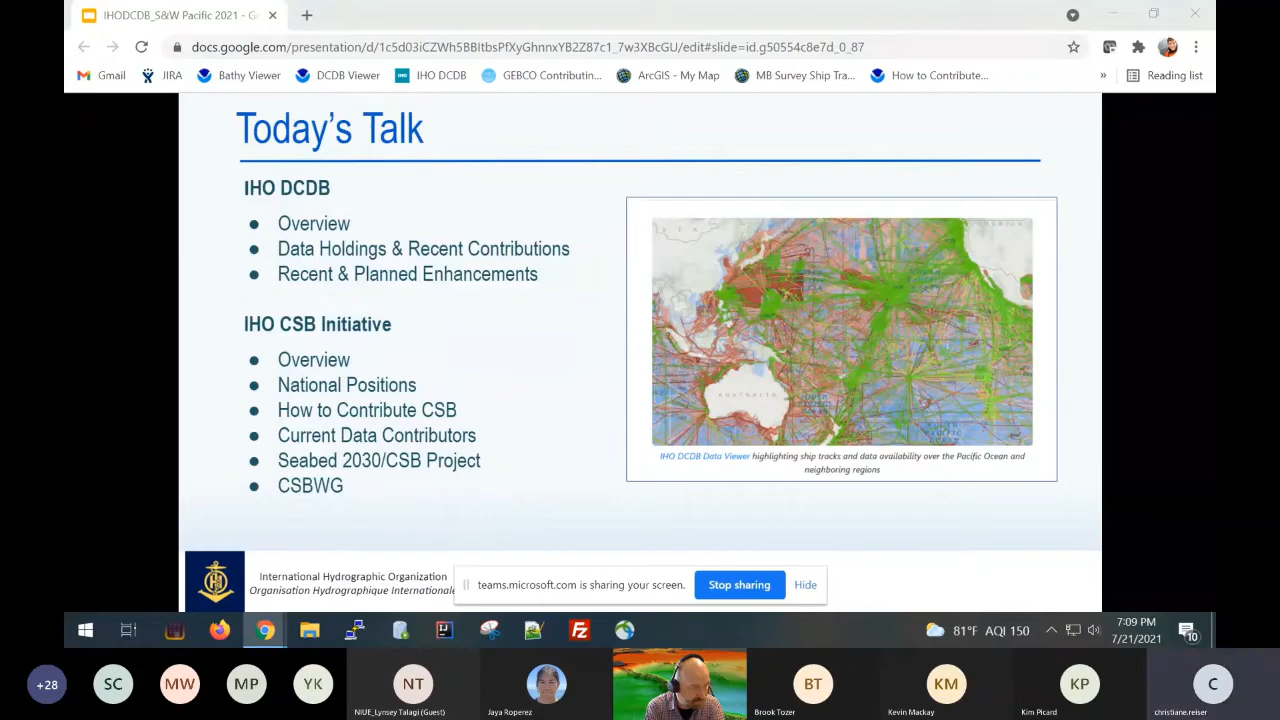 IHODCDB_S&W Pacific 2021 - Go
docs.google.com/presentation/d/1c5d03iCZWh5BBItbsPfXyGhnnxYB2Z87c1_7w3XBcGU/edit#slide=id.g50554c8e7d_0_87
Gmail
JIRA
Bathy Viewer
DCDB Viewer
IHO DCDB
GEBCO Contributin...
ArcGIS - My Map
MB Survey Ship Tra...
How to Contribute...
»
Reading list
Today's Talk
IHO DCDB
● Overview
● Data Holdings & Recent Contributions
● Recent & Planned Enhancements
IHO CSB Initiative
● Overview
● National Positions
● How to Contribute CSB
● Current Data Contributors
● Seabed 2030/CSB Project
● CSBWG
AUSTRALIA
IHO DCDB Data Viewer highlighting ship tracks and data availability over the Pacific Ocean and
neighboring regions
International Hydrographic Organization
Organisation Hydrographique Internationale
teams.microsoft.com is sharing your screen.
Stop sharing
Hide
81°F AQI 150
7:09 PM
7/21/2021
10
+28
SC
MW
MP
YK
NT
NIUE_Lynsey Talagi (Guest)
Jaya Roperez
BT
Brook Tozer
KM
Kevin Mackay
KP
Kim Picard
C
christiane.reiser